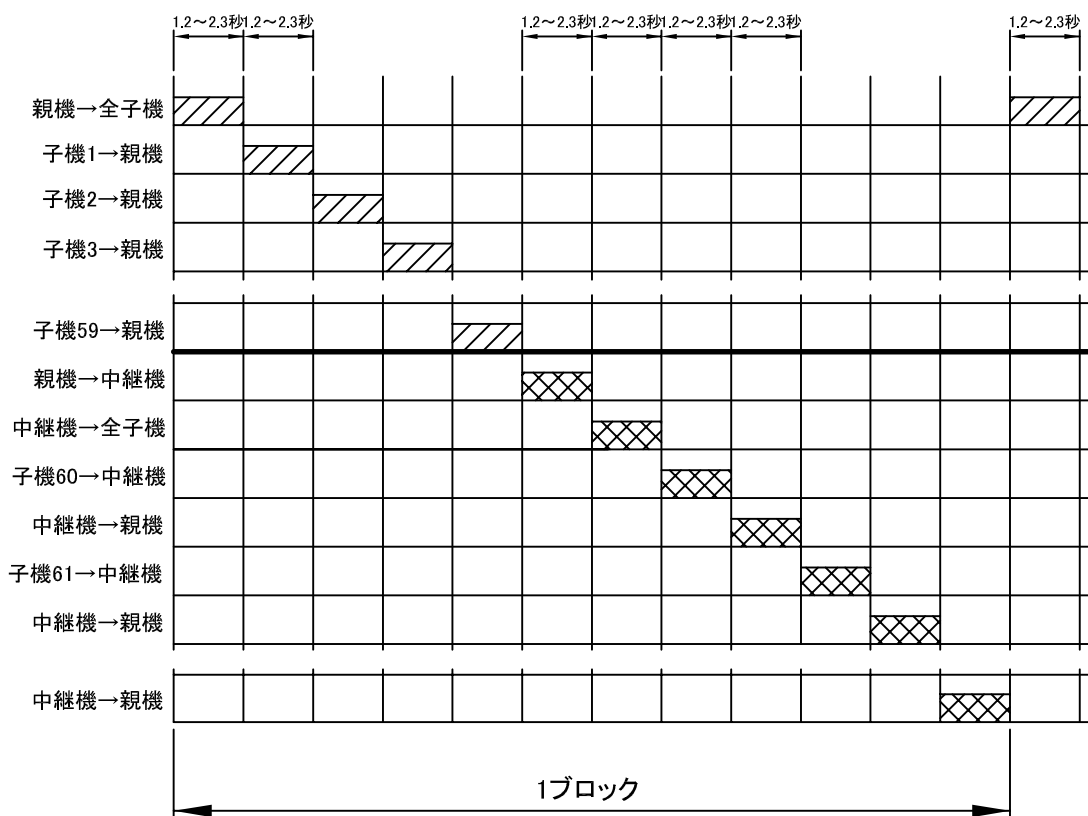 1.2～2.3秒 1.2～2.3秒 1.2～2.3秒 1.2～2.3秒 1.2～2.3秒 1.2～2.3秒 1.2～2.3秒
親機→全子機
子機1→親機
子機2→親機
子機3→親機
子機59→親機
親機→中継機
中継機→全子機
子機60→中継機
中継機→親機
子機61→中継機
中継機→親機
中継機→親機
1ブロック